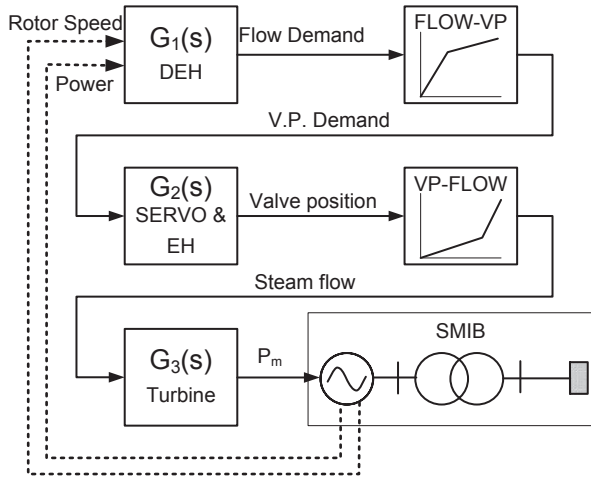 Rotor Speed
G1(s)
DEH
Flow Demand
FLOW-VP
Power
V.P. Demand
G2(s)
SERVO &
EH
Valve position
VP-FLOW
Steam flow
G3(s)
Turbine
Pm
SMIB